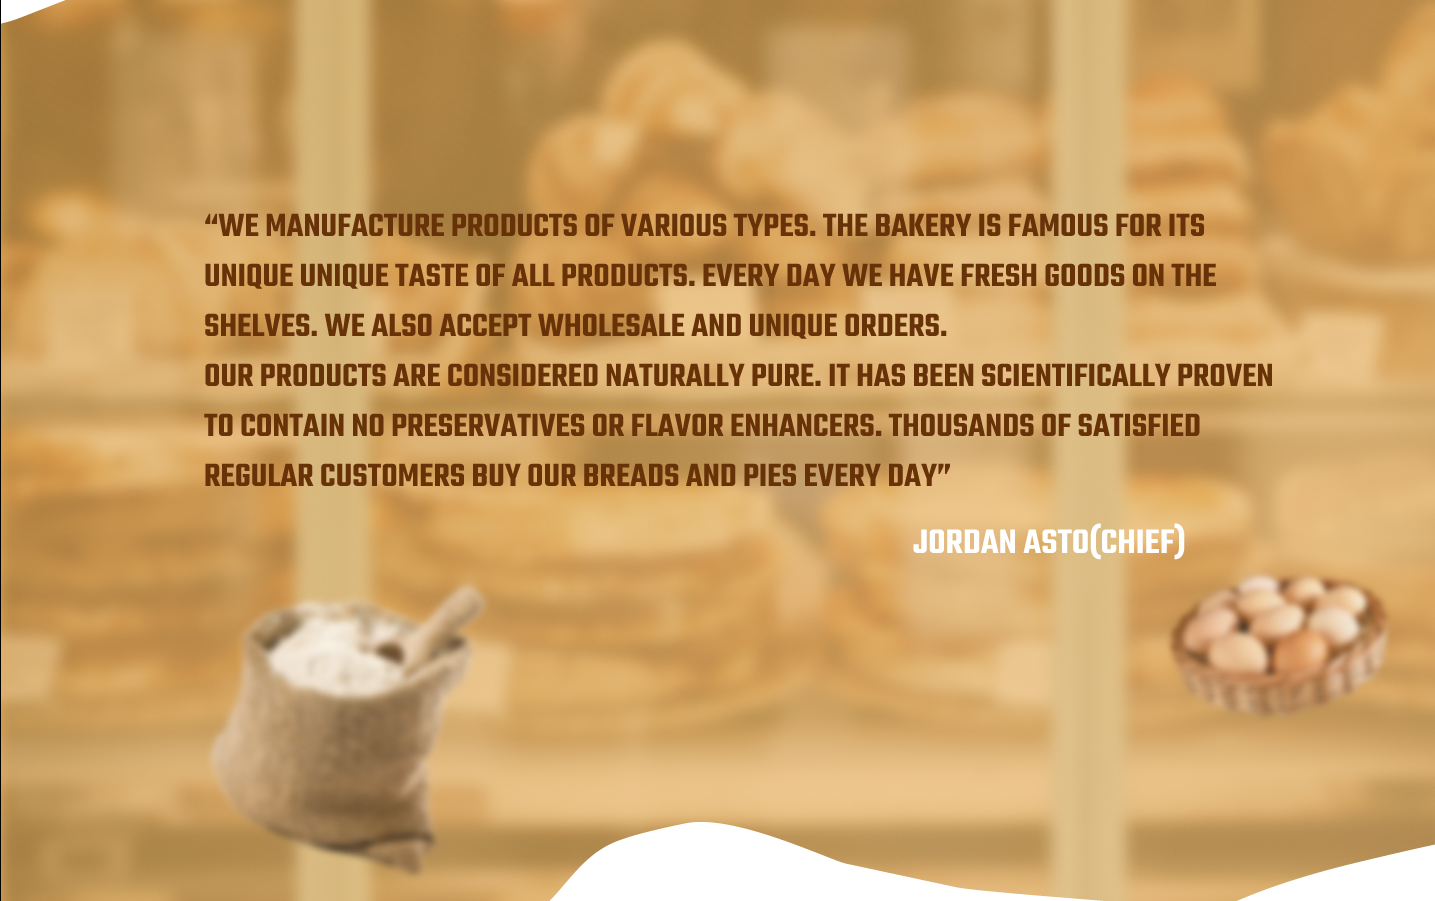 “WE MANUFACTURE PRODUCTS OF VARIOUS TYPES. THE BAKERY IS FAMOUS FOR ITS
UNIQUE UNIQUE TASTE OF ALL PRODUCTS. EVERY DAY WE HAVE FRESH GOODS ON THE
SHELVES. WE ALSO ACCEPT WHOLESALE AND UNIQUE ORDERS.
OUR PRODUCTS ARE CONSIDERED NATURALLY PURE. IT HAS BEEN SCIENTIFICALLY PROVEN
TO CONTAIN NO PRESERVATIVES OR FLAVOR ENHANCERS. THOUSANDS OF SATISFIED
REGULAR CUSTOMERS BUY OUR BREADS AND PIES EVERY DAY”
JORDAN ASTO(CHIEF)